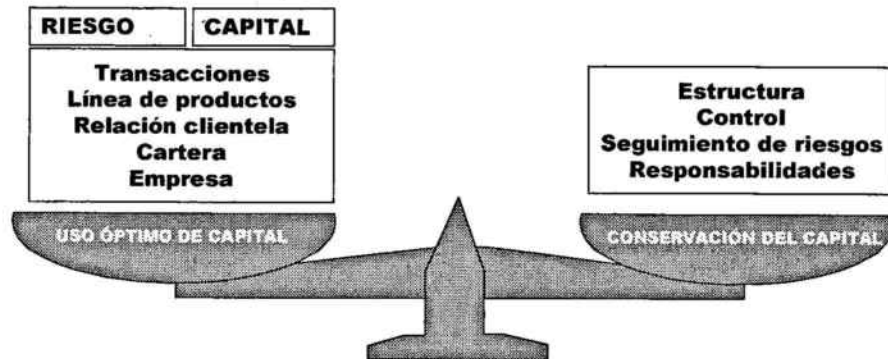 RIESGO CAPITAL
Transacciones
Línea de productos
Relación clientela
Cartera
Empresa
USO ÓPTIMO DE CAPITAL
Estructura
Control
Seguimiento de riesgos
Responsabilidades
CONSERVACIÓN DEL CAPITAL